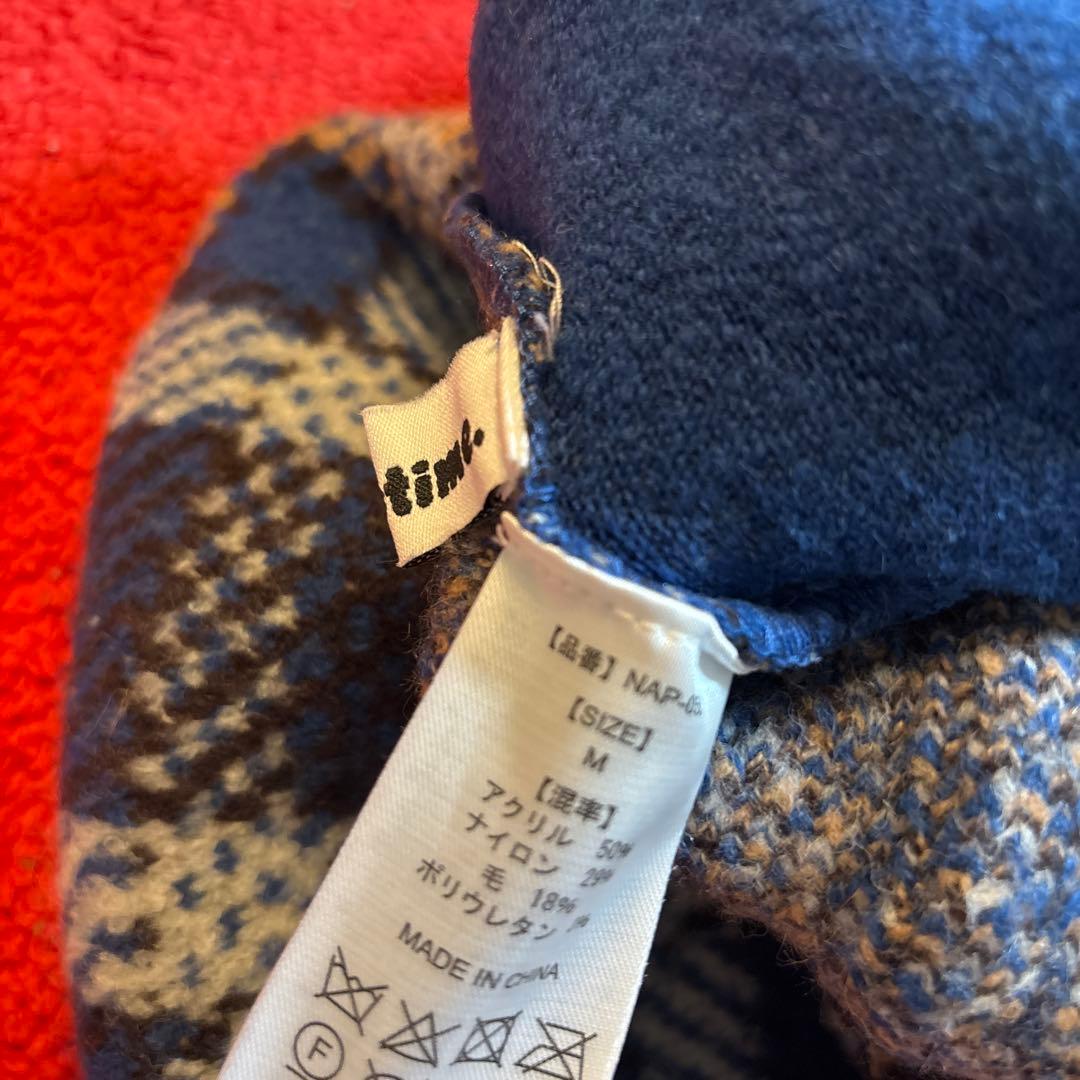 time.
【品番】NAP-05
【SIZE】
M
【混率】
アクリル 50%
ナイロン 29%
毛 18%
ポリウレタン
MADE IN CHINA
F